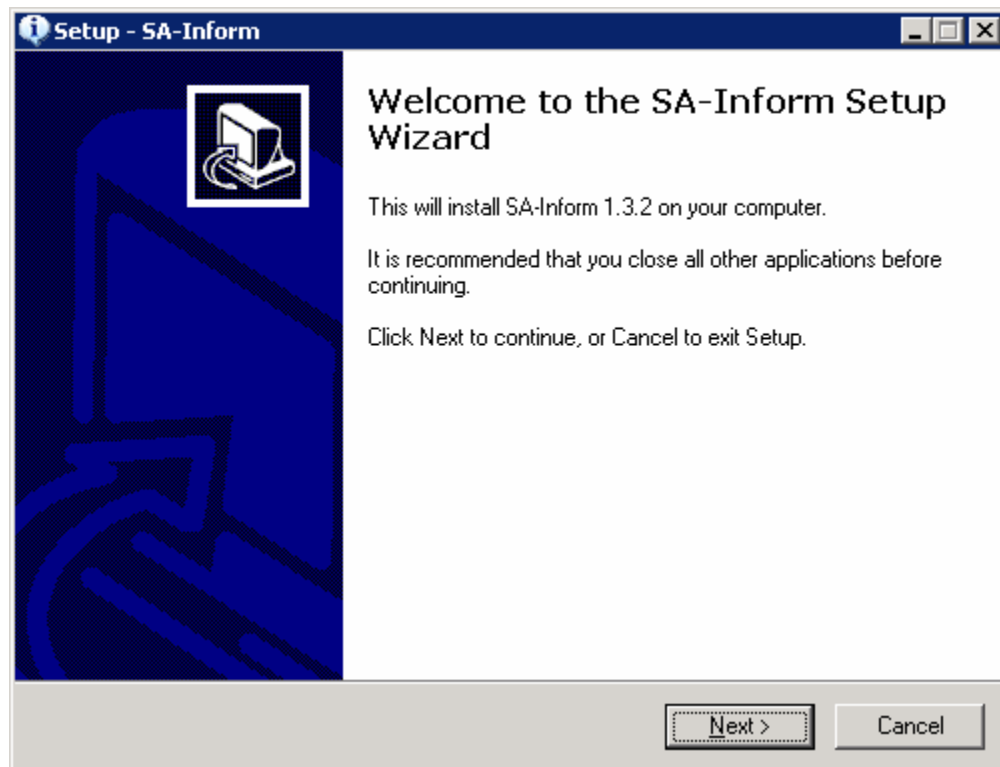 Setup - SA-Inform
Welcome to the SA-Inform Setup
Wizard
This will install SA-Inform 1.3.2 on your computer.
It is recommended that you close all other applications before
continuing.
Click Next to continue, or Cancel to exit Setup.
Next >
Cancel